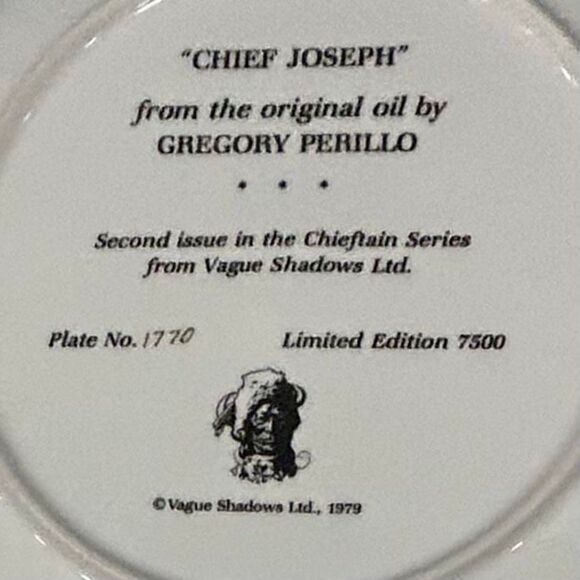 "CHIEF JOSEPH"
from the original oil by
GREGORY PERILLO
• • •
Second issue in the Chieftain Series
from Vague Shadows Ltd.
Plate No. 1770 Limited Edition 7500
© Vague Shadows Ltd., 1979